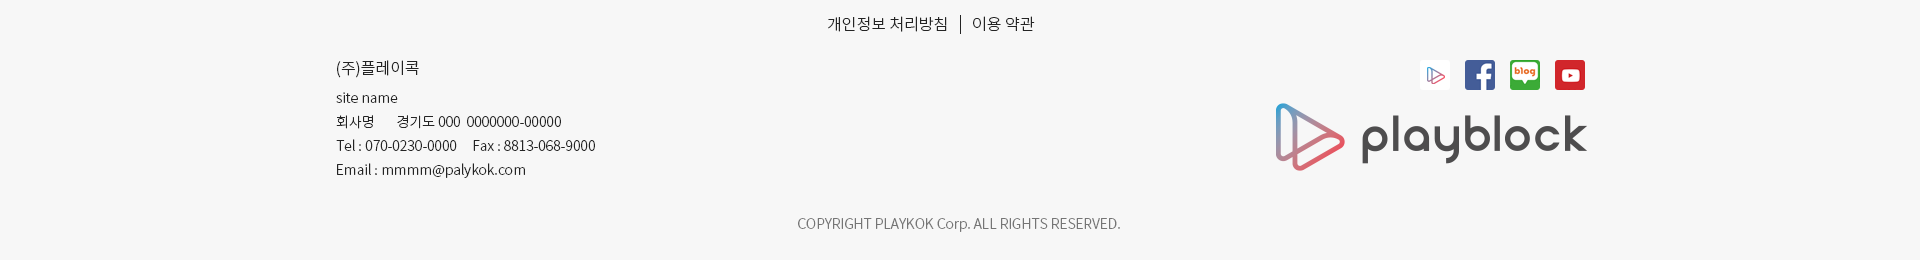 개인정보 처리방침 | 이용 약관
(주)플레이콕
site name
회사명 경기도 000 0000000-00000
Tel : 070-0230-0000 Fax : 8813-068-9000
Email : mmmm@palykok.com
blog
playblock
COPYRIGHT PLAYKOK Corp. ALL RIGHTS RESERVED.